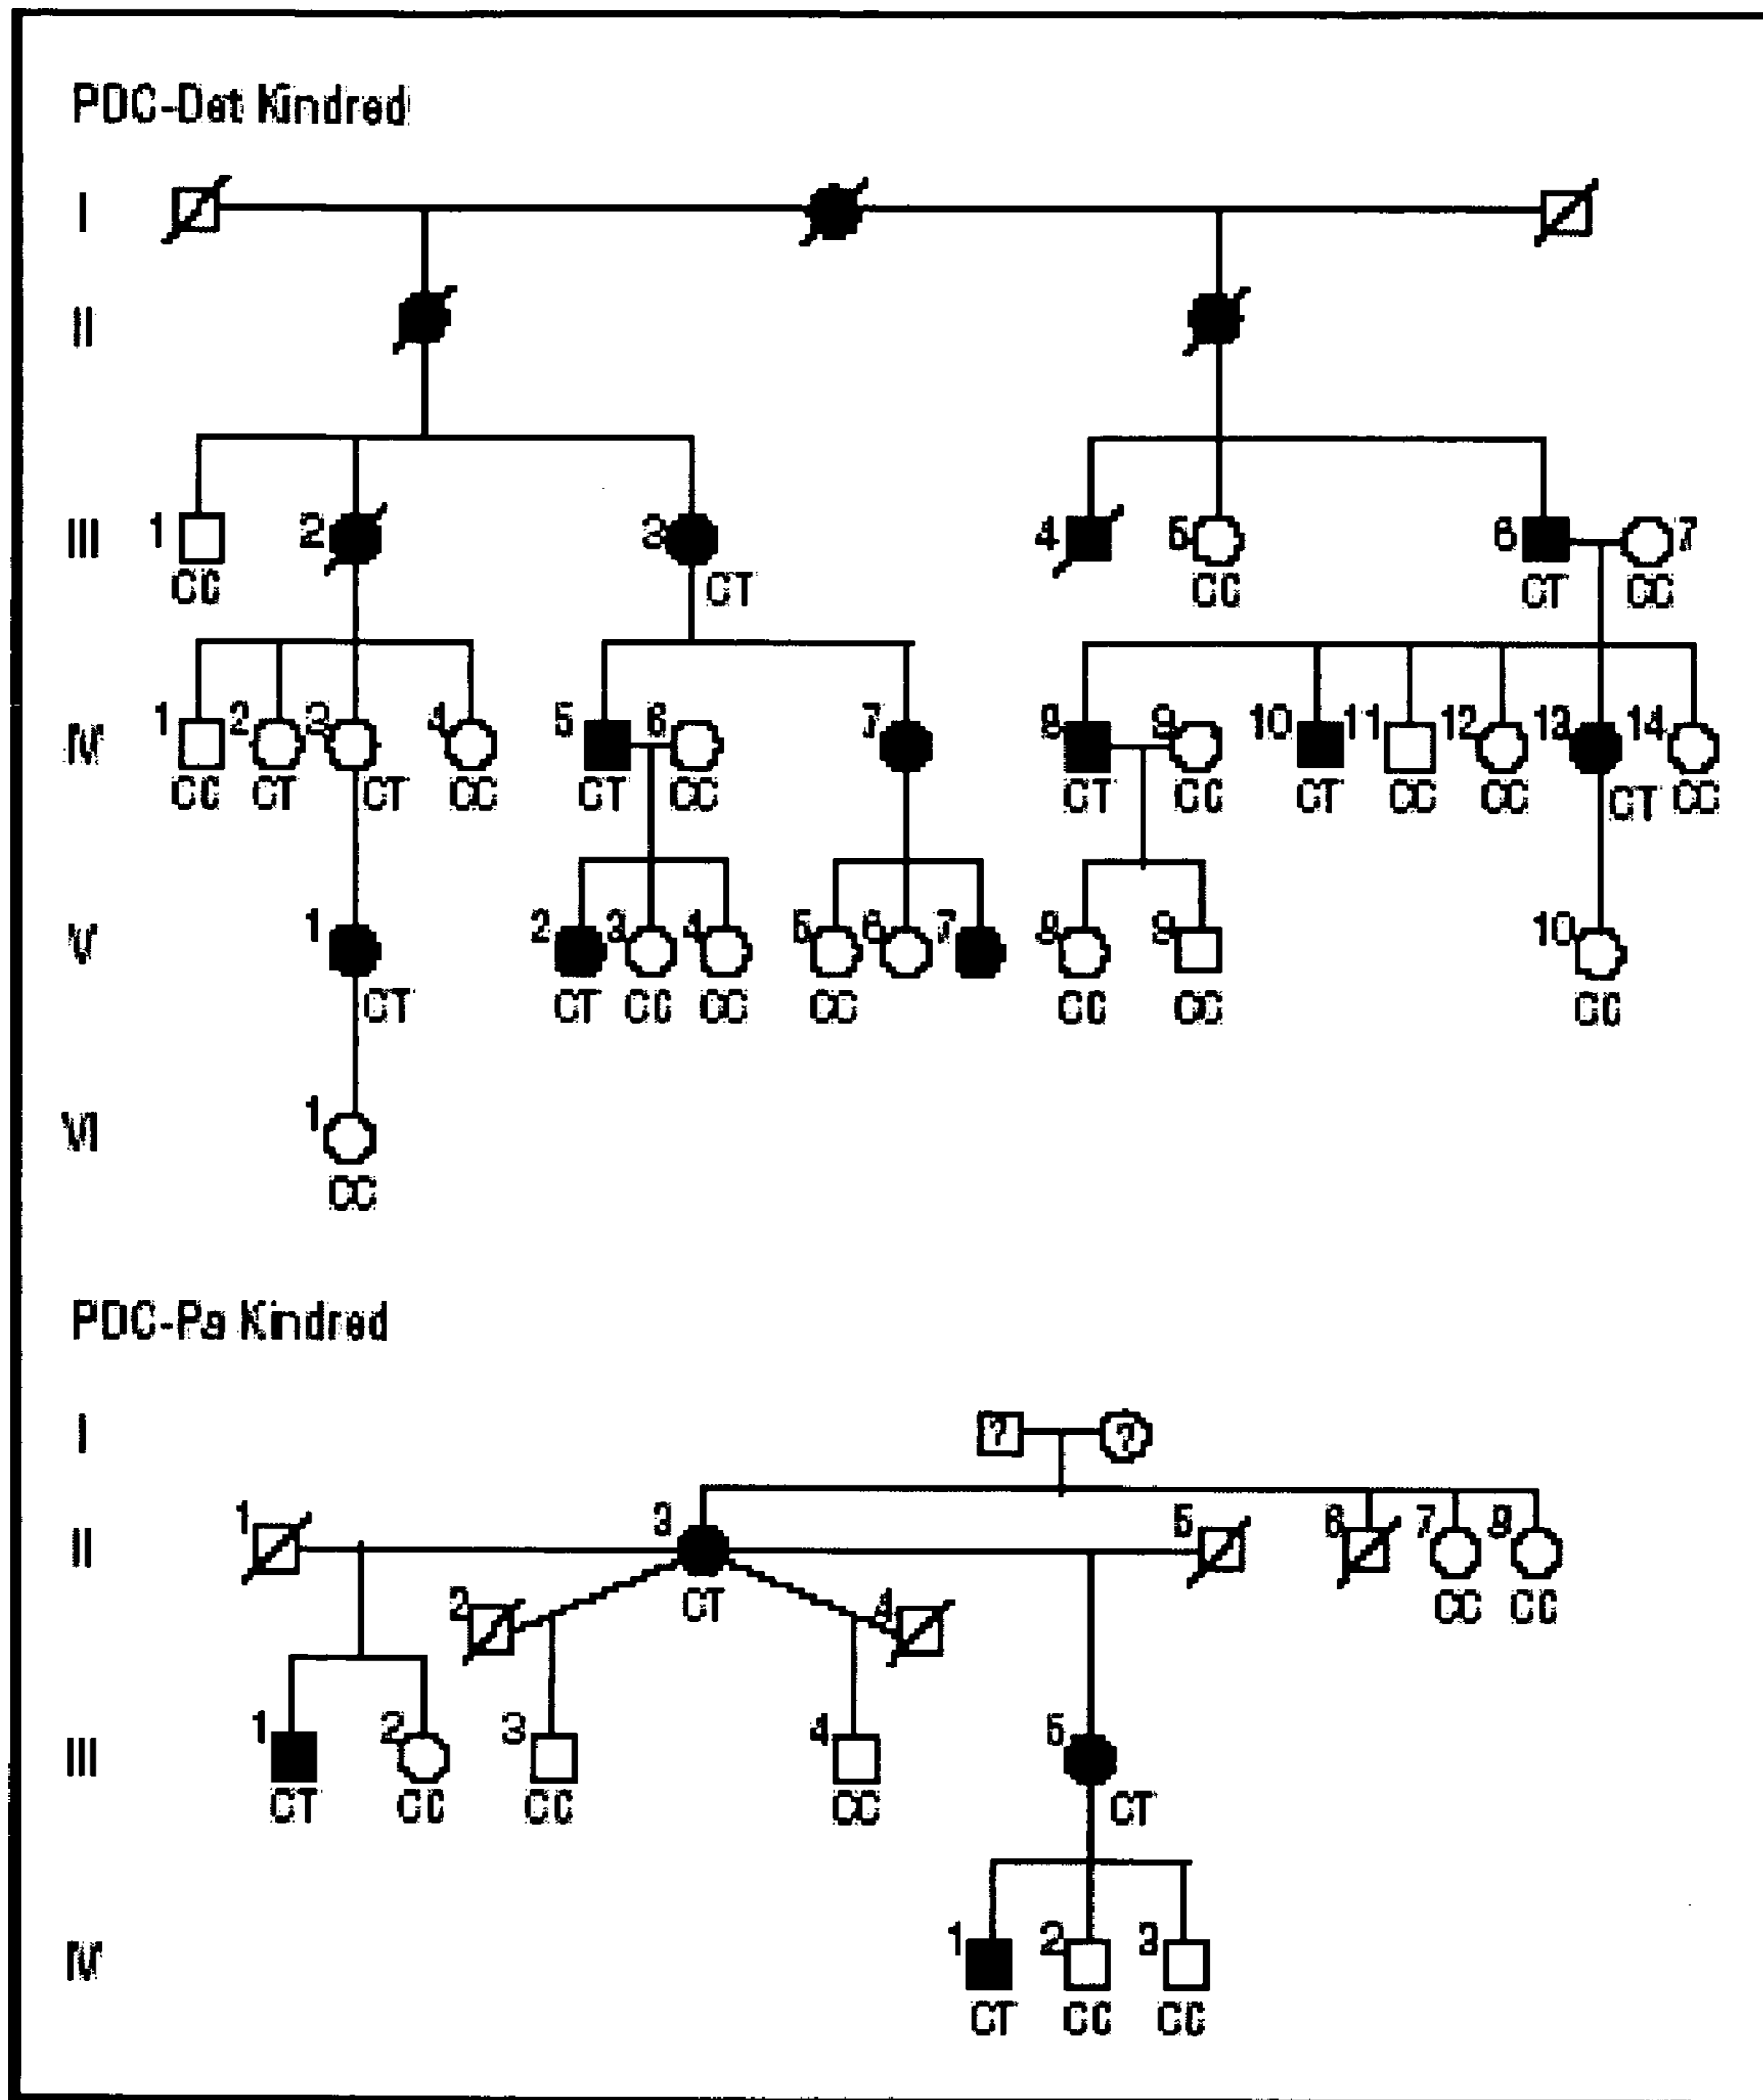 PDC-Det Kindred
I
II
1 2 3 4 5 6 7
III
CC CT CC CT CC
1 2 3 4 5 6 7 8 9 10 11 12 13 14
IV
CC CT CT CC CT CC CT CC CT CC CC CT CC
1 2 3 4 5 6 7 8 9 10
V
CT CT CC CC CC CC CC CC
1
VI
CC
PDC-Pa Kindred
I
? ?
1 3 5 6 7 8
II
2 4
CT CC CC
1 2 3 4 5
III
CT CC CC CC CT
1 2 3
IV
CT CC CC